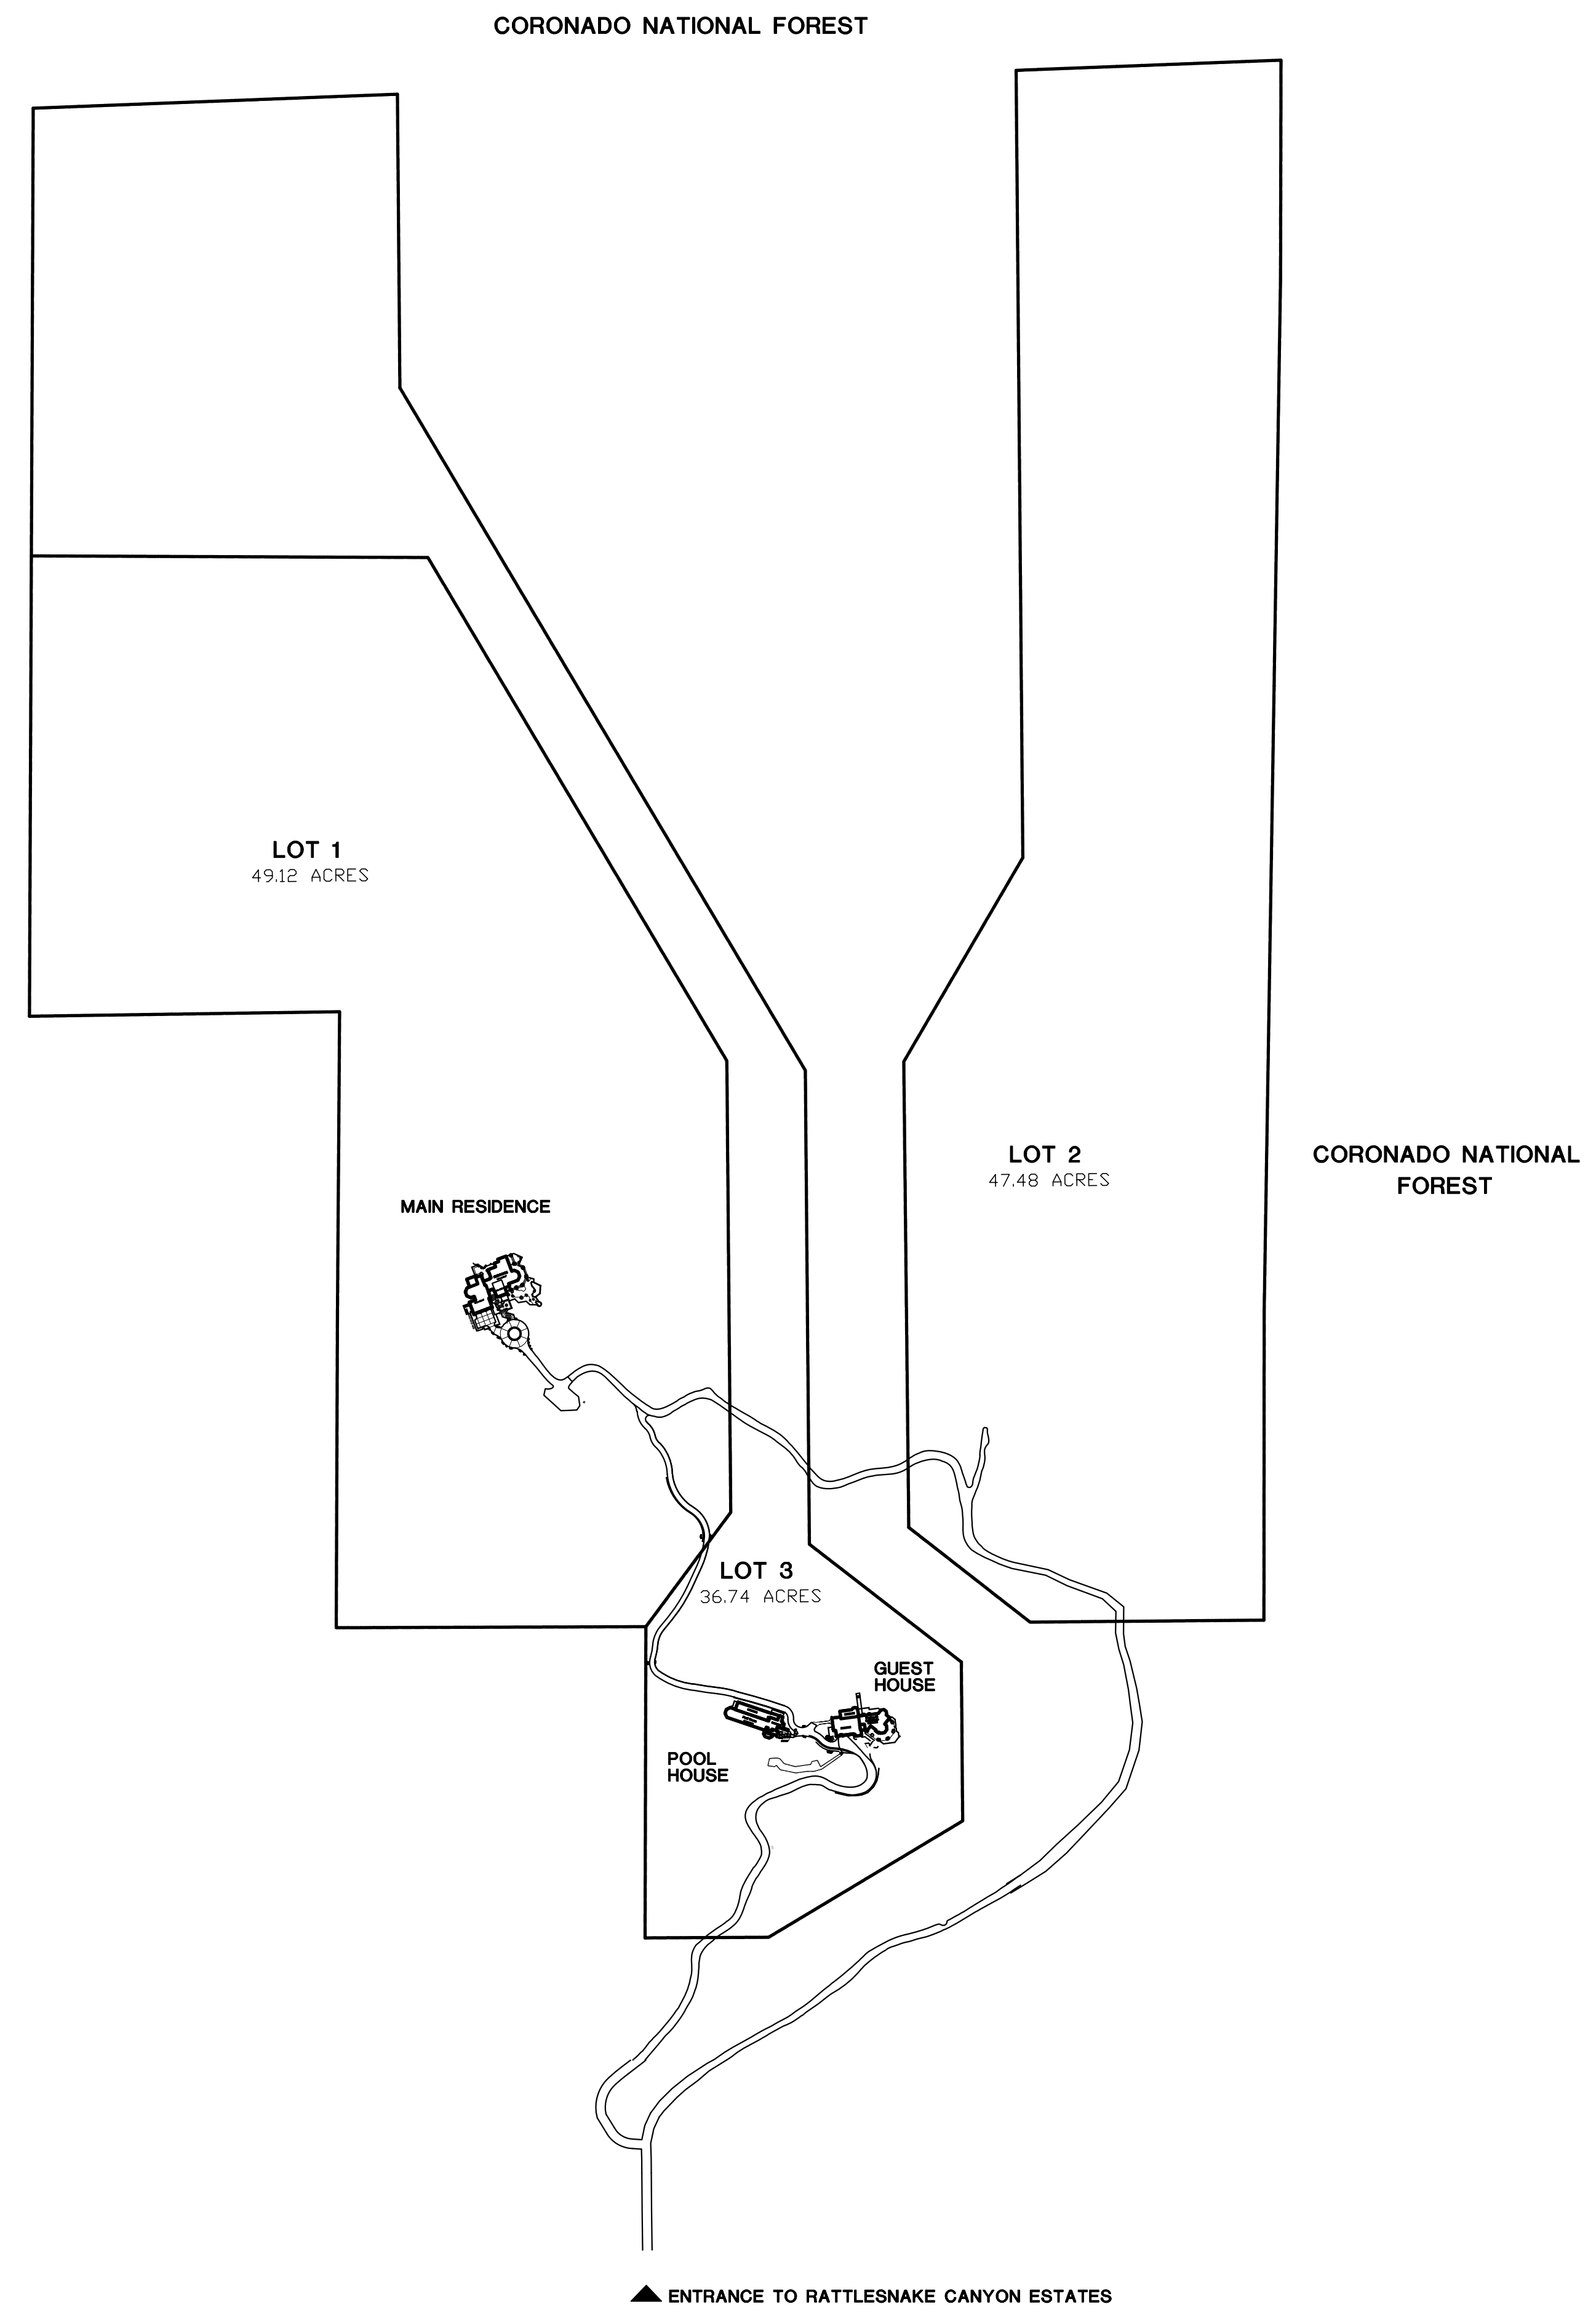 CORONADO NATIONAL FOREST
LOT 1
49.12 ACRES
LOT 2
47.48 ACRES
CORONADO NATIONAL
FOREST
MAIN RESIDENCE
LOT 3
36.74 ACRES
GUEST
HOUSE
POOL
HOUSE
ENTRANCE TO RATTLESNAKE CANYON ESTATES